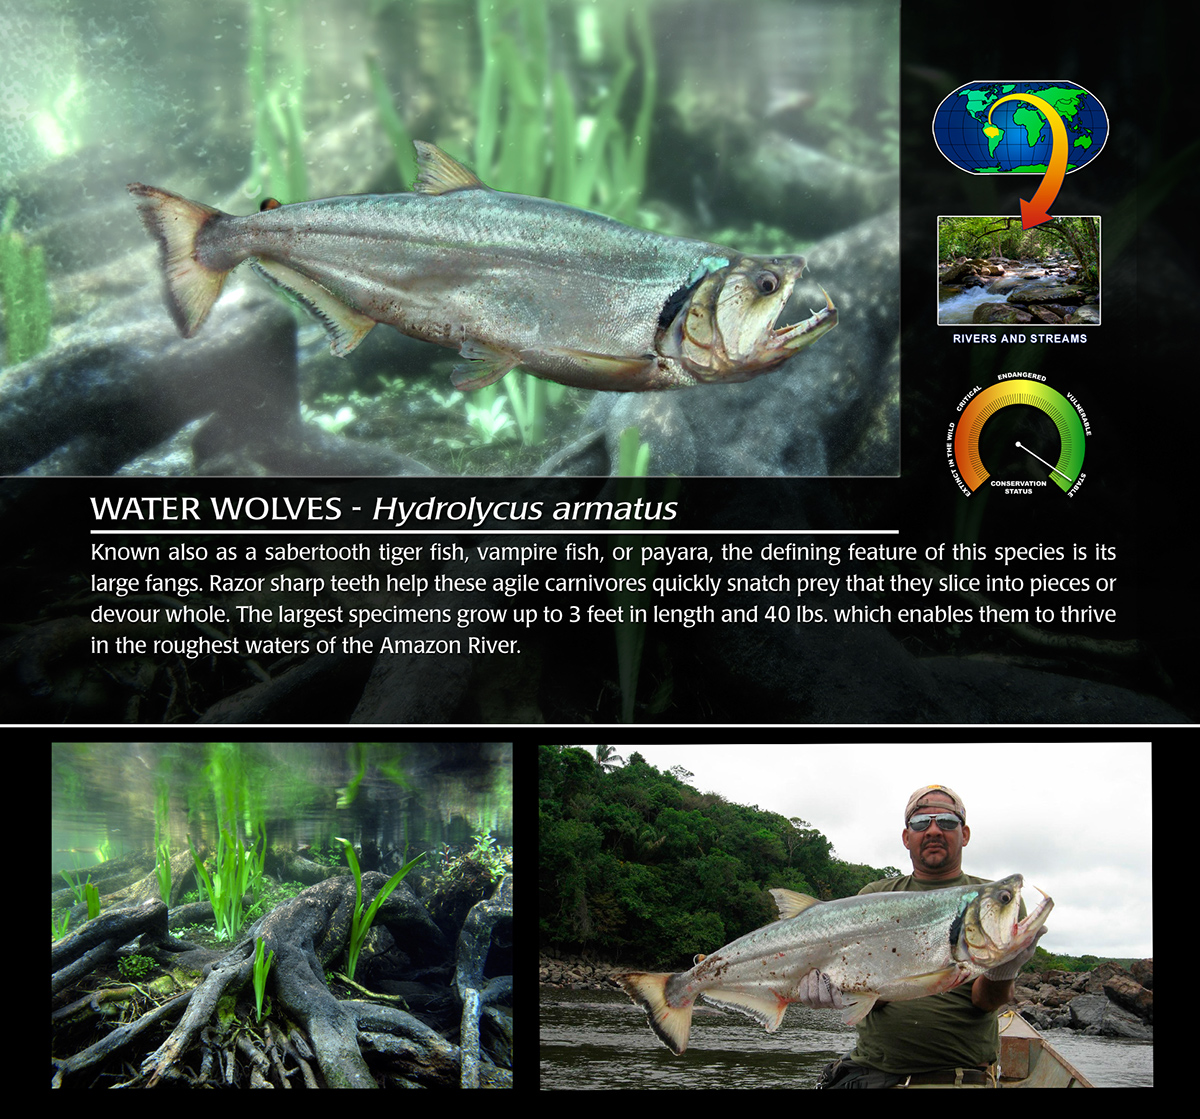 RIVERS AND STREAMS
EXTINCT IN THE WILD
CRITICAL
ENDANGERED
VULNERABLE
STABLE
CONSERVATION
STATUS
WATER WOLVES - Hydrolycus armatus
Known also as a sabertooth tiger fish, vampire fish, or payara, the defining feature of this species is its
large fangs. Razor sharp teeth help these agile carnivores quickly snatch prey that they slice into pieces or
devour whole. The largest specimens grow up to 3 feet in length and 40 lbs. which enables them to thrive
in the roughest waters of the Amazon River.